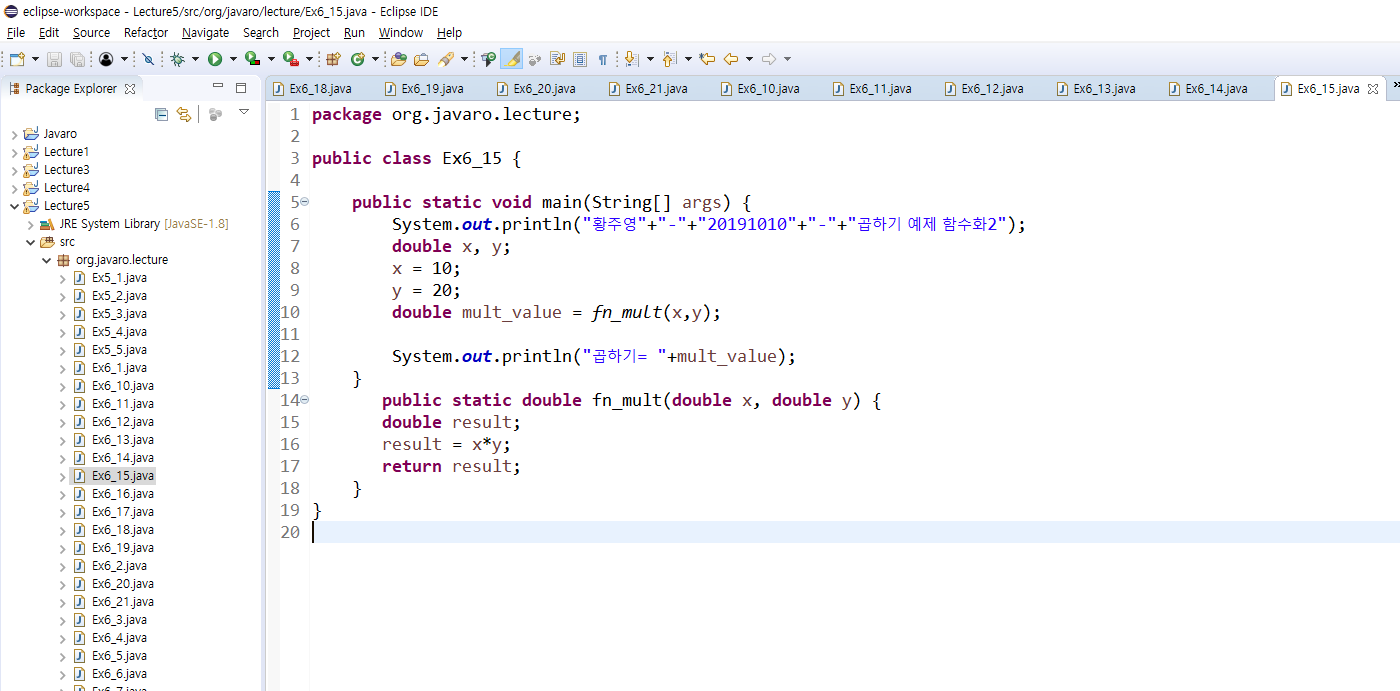 eclipse-workspace - Lecture5/src/org/javaro/lecture/Ex6_15.java - Eclipse IDE
File Edit Source Refactor Navigate Search Project Run Window Help
Package Explorer
Javaro
Lecture1
Lecture3
Lecture4
Lecture5
JRE System Library [JavaSE-1.8]
src
org.javaro.lecture
Ex5_1.java
Ex5_2.java
Ex5_3.java
Ex5_4.java
Ex5_5.java
Ex6_1.java
Ex6_10.java
Ex6_11.java
Ex6_12.java
Ex6_13.java
Ex6_14.java
Ex6_15.java
Ex6_16.java
Ex6_17.java
Ex6_18.java
Ex6_19.java
Ex6_2.java
Ex6_20.java
Ex6_21.java
Ex6_3.java
Ex6_4.java
Ex6_5.java
Ex6_6.java
Ex6_7.java
Ex6_18.java Ex6_19.java Ex6_20.java Ex6_21.java Ex6_10.java Ex6_11.java Ex6_12.java Ex6_13.java Ex6_14.java Ex6_15.java
1 package org.javaro.lecture;
2
3 public class Ex6_15 {
4
5 public static void main(String[] args) {
6 System.out.println("황주영"+"-"+"20191010"+"-"+"곱하기 예제 함수화2");
7 double x, y;
8 x = 10;
9 y = 20;
10 double mult_value = fn_mult(x,y);
11
12 System.out.println("곱하기= "+mult_value);
13 }
14 public static double fn_mult(double x, double y) {
15 double result;
16 result = x*y;
17 return result;
18 }
19 }
20